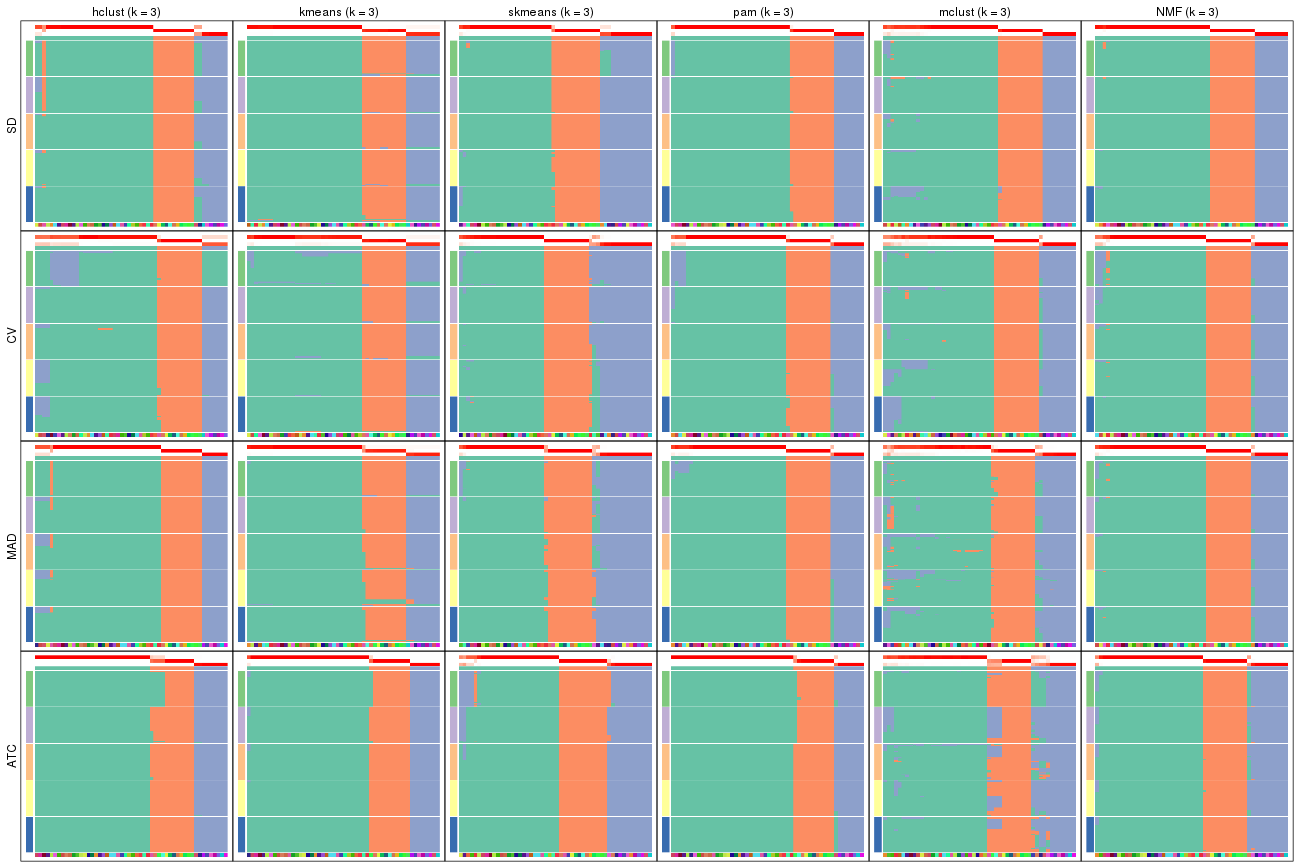 hclust (k = 3) kmeans (k = 3) skmeans (k = 3) pam (k = 3) mclust (k = 3) NMF (k = 3)
SD
CV
MAD
ATC